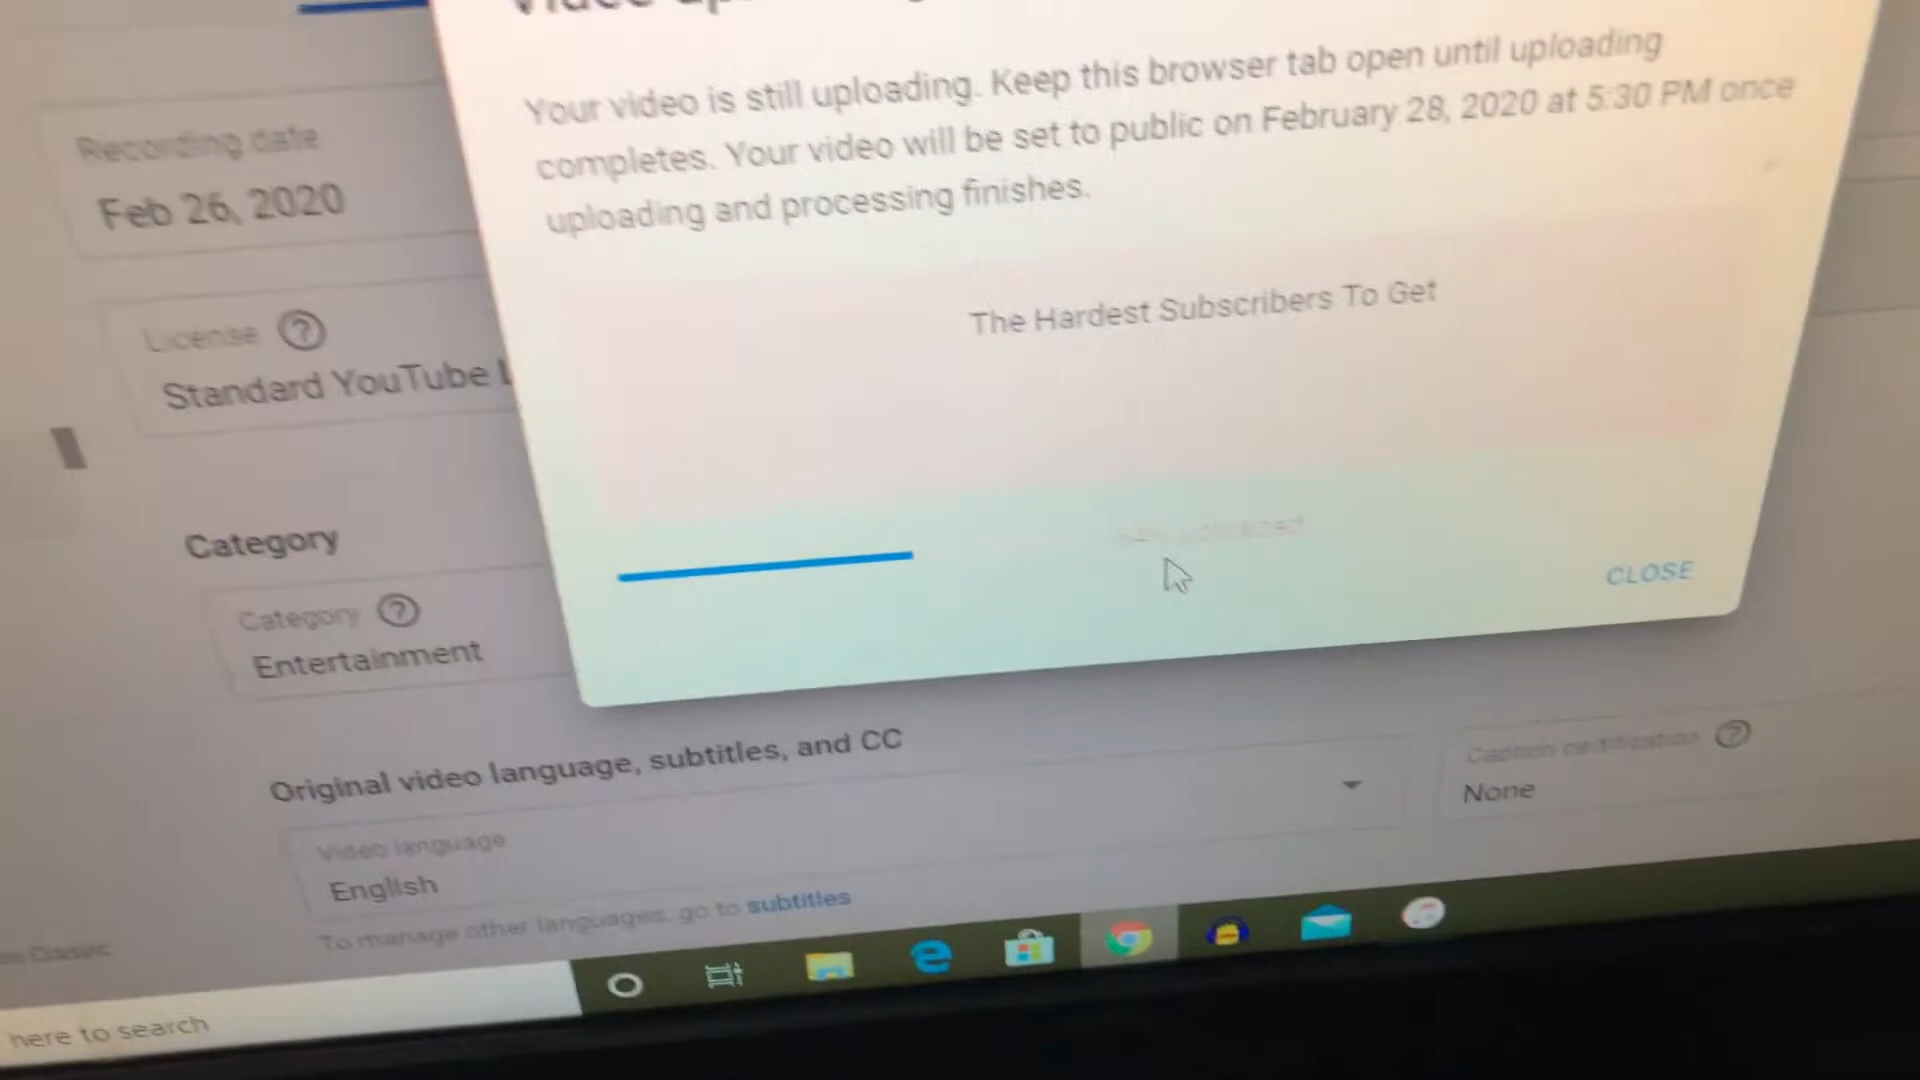 Your video is still uploading. Keep this browser tab open until uploading
completes. Your video will be set to public on February 28, 2020 at 5:30 PM once
uploading and processing finishes.
Recording date
Feb 26, 2020
The Hardest Subscribers To Get
License
Standard YouTube
CLOSE
Category
Category
Entertainment
Original video language, subtitles, and CC
Caption certification
None
Video language
English
To manage other languages, go to subtitles
here to search